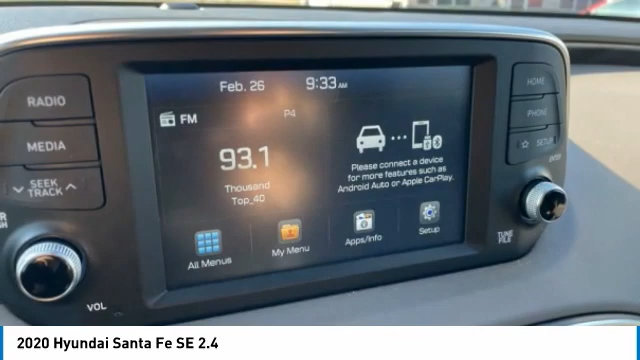 Feb. 26 9:33 AM
RADIO
MEDIA
SEEK
TRACK
FM
P4
93.1
Thousand
Top_40
Please connect a device
for more features such as
Android Auto or Apple CarPlay.
All Menus
My Menu
Apps/Info
Setup
HOME
PHONE
SETUP
ENTER
TUNE
FILE
VOL
2020 Hyundai Santa Fe SE 2.4